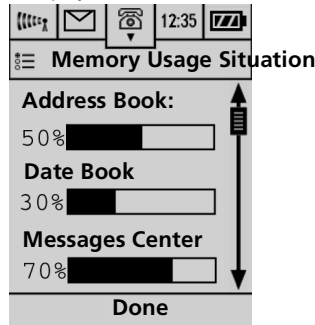 12:35
Memory Usage Situation
Address Book:
50%
Date Book
30%
Messages Center
70%
Done